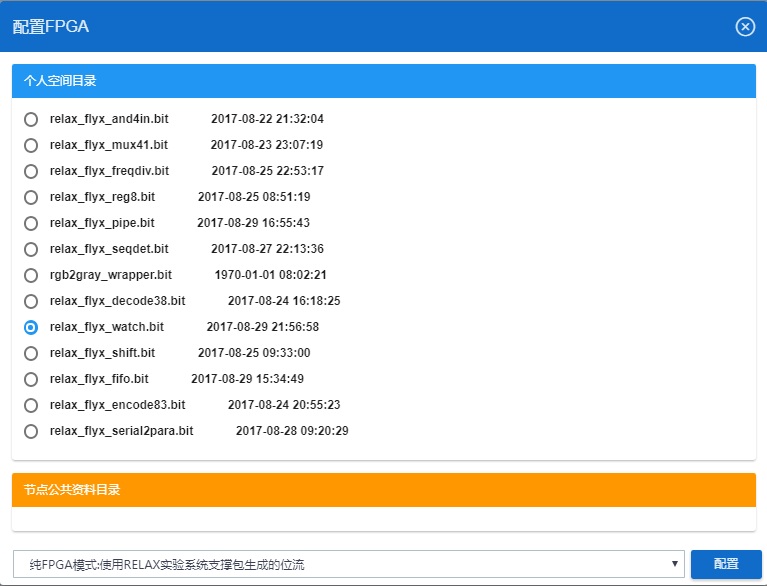 配置FPGA
个人空间目录
relax_flyx_and4in.bit 2017-08-22 21:32:04
relax_flyx_mux41.bit 2017-08-23 23:07:19
relax_flyx_freqdiv.bit 2017-08-25 22:53:17
relax_flyx_reg8.bit 2017-08-25 08:51:19
relax_flyx_pipe.bit 2017-08-29 16:55:43
relax_flyx_seqdet.bit 2017-08-27 22:13:36
rgb2gray_wrapper.bit 1970-01-01 08:02:21
relax_flyx_decode38.bit 2017-08-24 16:18:25
relax_flyx_watch.bit 2017-08-29 21:56:58
relax_flyx_shift.bit 2017-08-25 09:33:00
relax_flyx_fifo.bit 2017-08-29 15:34:49
relax_flyx_encode83.bit 2017-08-24 20:55:23
relax_flyx_serial2para.bit 2017-08-28 09:20:29
节点公共资料目录
纯FPGA模式:使用RELAX实验系统支撑包生成的位流
配置